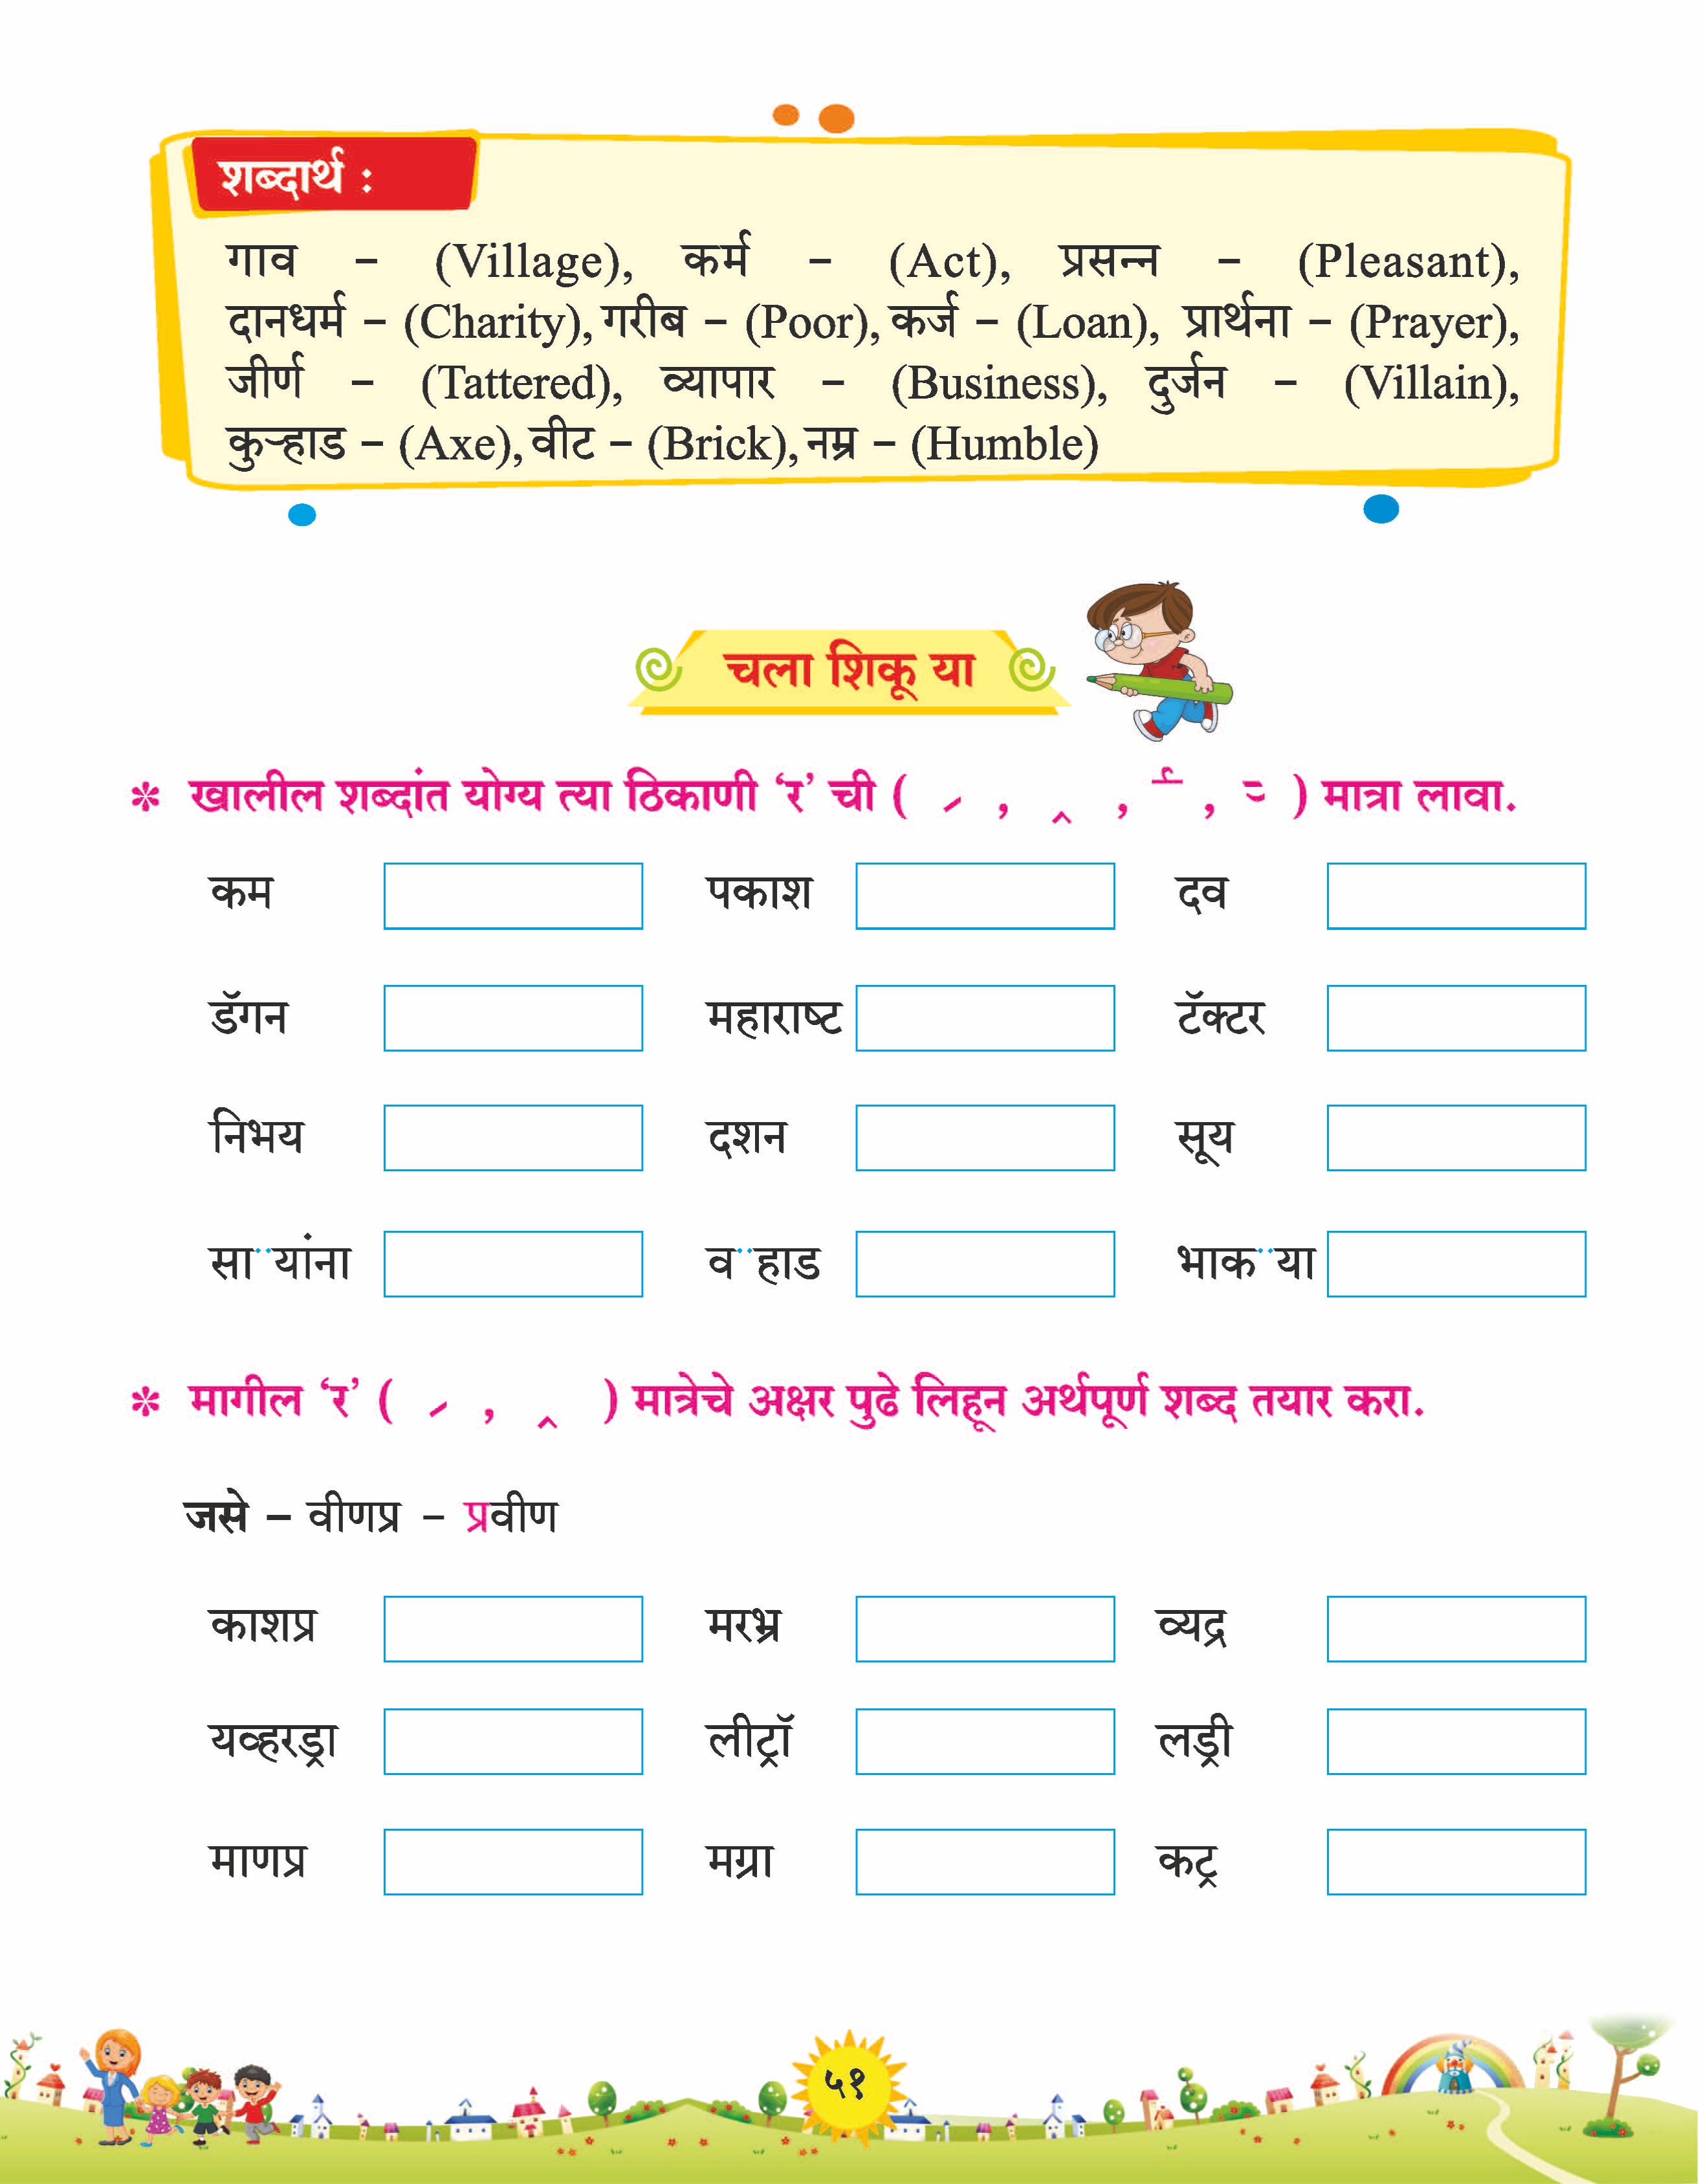 शब्दार्थ :
गाव – (Village), कर्म – (Act), प्रसन्न – (Pleasant),
दानधर्म – (Charity), गरीब – (Poor), कर्ज – (Loan), प्रार्थना – (Prayer),
जीर्ण – (Tattered), व्यापार – (Business), दुर्जन – (Villain),
कुऱ्हाड – (Axe), वीट – (Brick), नम्र – (Humble)
चला शिकू या
* खालील शब्दांत योग्य त्या ठिकाणी ‘र’ ची ( ⸝ , ‸ , र्‍ , ऱ् ) मात्रा लावा.
कम पकाश दव
डॅगन महाराष्ट टॅक्टर
निभय दशन सूय
सा¨यांना व¨हाड भाक¨या
* मागील ‘र’ ( ⸝ , ‸ ) मात्रेचे अक्षर पुढे लिहून अर्थपूर्ण शब्द तयार करा.
जसे – वीणप्र – प्रवीण
काशप्र मरभ्र व्यद्र
यव्हरड्रा लीट्रॉ लड्री
माणप्र मग्रा कट्र
५१